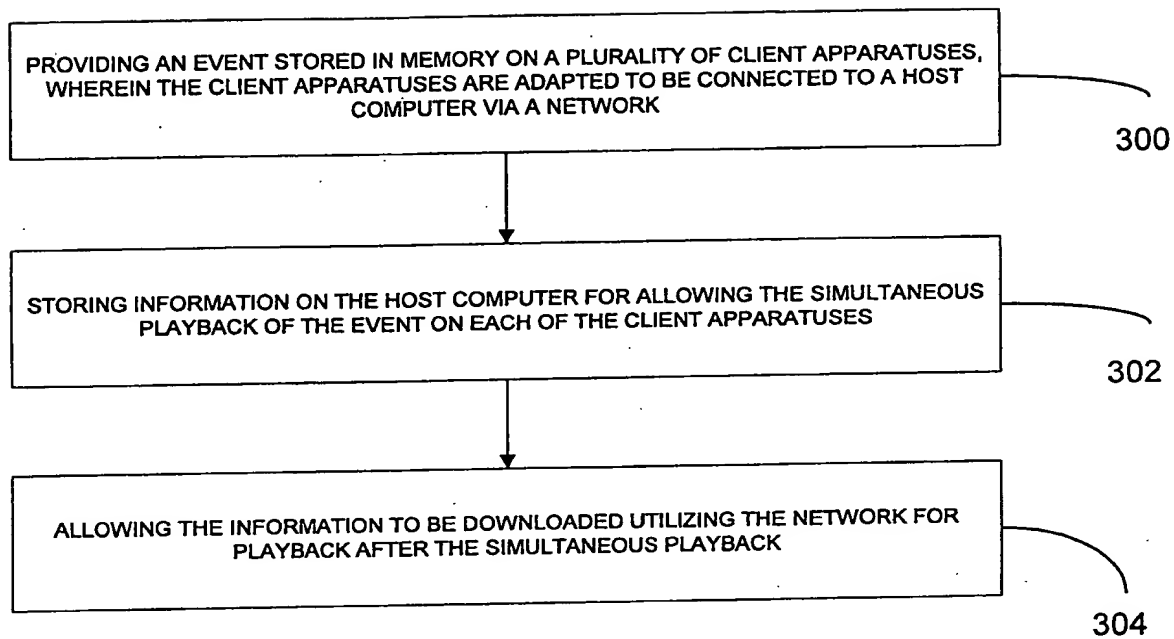 PROVIDING AN EVENT STORED IN MEMORY ON A PLURALITY OF CLIENT APPARATUSES,
WHEREIN THE CLIENT APPARATUSES ARE ADAPTED TO BE CONNECTED TO A HOST
COMPUTER VIA A NETWORK
300
STORING INFORMATION ON THE HOST COMPUTER FOR ALLOWING THE SIMULTANEOUS
PLAYBACK OF THE EVENT ON EACH OF THE CLIENT APPARATUSES
302
ALLOWING THE INFORMATION TO BE DOWNLOADED UTILIZING THE NETWORK FOR
PLAYBACK AFTER THE SIMULTANEOUS PLAYBACK
304